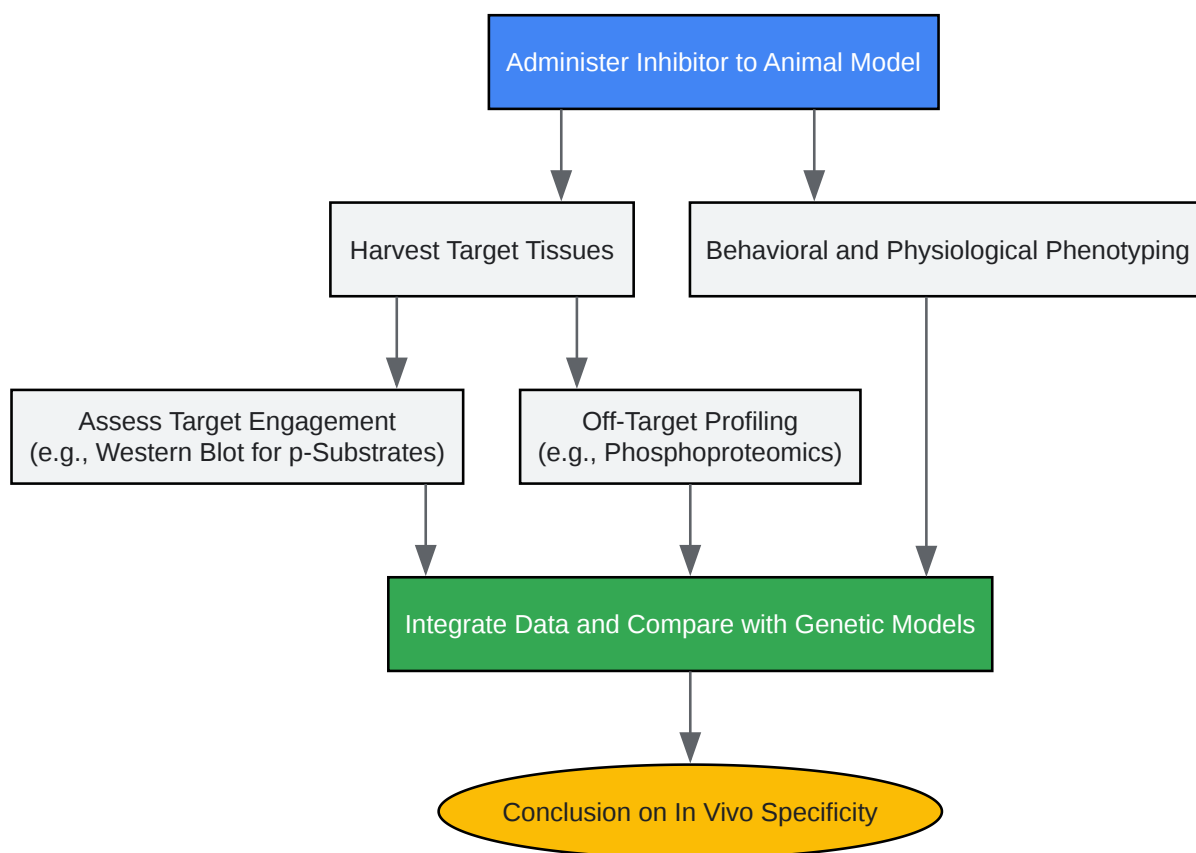 Administer Inhibitor to Animal Model
Harvest Target Tissues
Behavioral and Physiological Phenotyping
Assess Target Engagement
(e.g., Western Blot for p-Substrates)
Off-Target Profiling
(e.g., Phosphoproteomics)
Integrate Data and Compare with Genetic Models
Conclusion on In Vivo Specificity